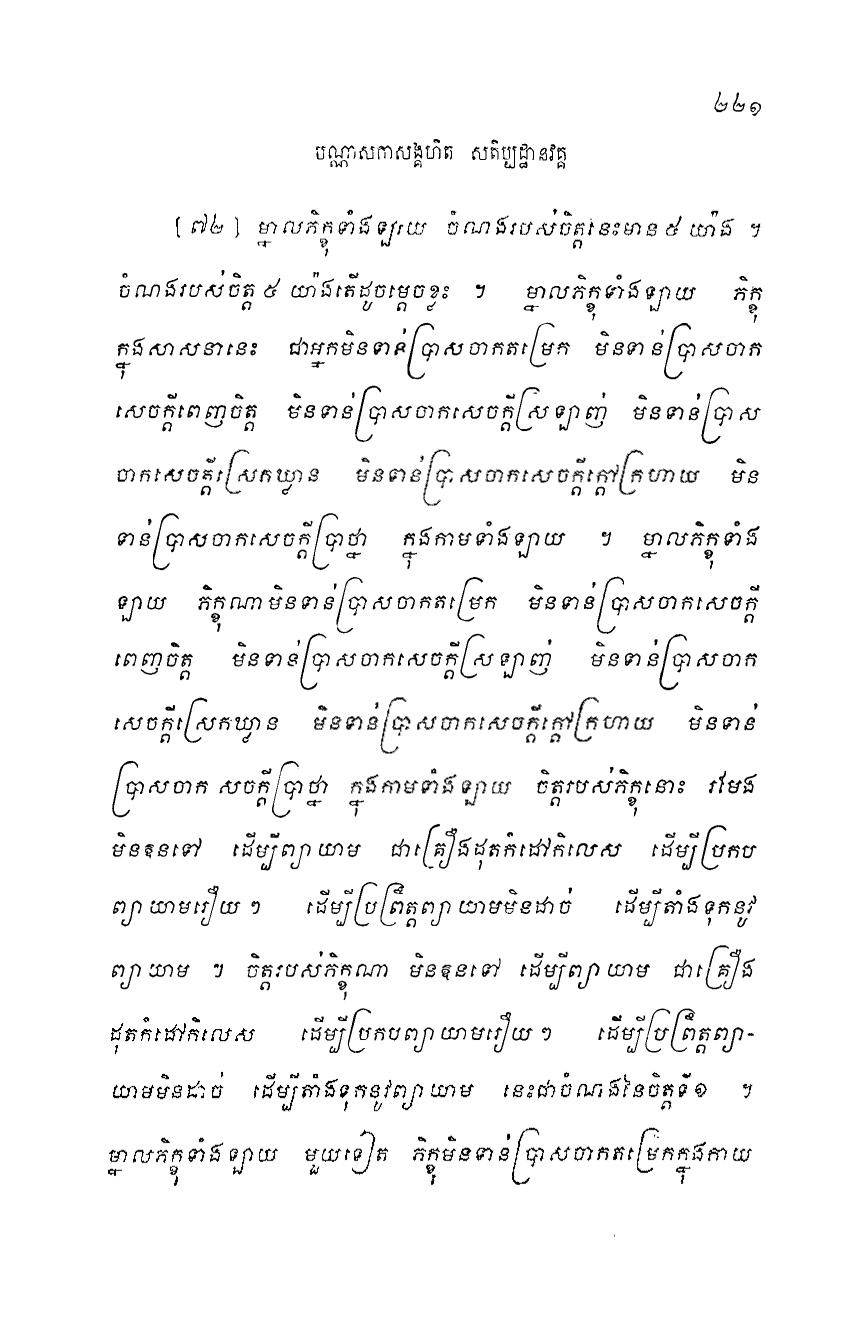 ២២១
បណ្ណាសកាសង្គហិត សតិប្បដ្ឋានវគ្គ
[៧២] ម្នាលភិក្ខុទាំងឡាយ ចំណងរបស់ចិត្តនេះមាន ៥ យ៉ាង ។
ចំណងរបស់ចិត្ត ៥ យ៉ាងតើដូចម្តេចខ្លះ ។ ម្នាលភិក្ខុទាំងឡាយ ភិក្ខុ
ក្នុងសាសនានេះ ជាអ្នកមិនទាន់ប្រាសចាកតម្រេក មិនទាន់ប្រាសចាក
សេចក្តីពេញចិត្ត មិនទាន់ប្រាសចាកសេចក្តីស្រឡាញ់ មិនទាន់ប្រាស
ចាកសេចក្តីស្រេកឃ្លាន មិនទាន់ប្រាសចាកសេចក្តីក្តៅក្រហាយ មិន
ទាន់ប្រាសចាកសេចក្តីប្រាថ្នា ក្នុងកាមទាំងឡាយ ។ ម្នាលភិក្ខុទាំង
ឡាយ ភិក្ខុណាមិនទាន់ប្រាសចាកតម្រេក មិនទាន់ប្រាសចាកសេចក្តី
ពេញចិត្ត មិនទាន់ប្រាសចាកសេចក្តីស្រឡាញ់ មិនទាន់ប្រាសចាក
សេចក្តីស្រេកឃ្លាន មិនទាន់ប្រាសចាកសេចក្តីក្តៅក្រហាយ មិនទាន់
ប្រាសចាក សចក្តីប្រាថ្នា ក្នុងកាមទាំងឡាយ ចិត្តរបស់ភិក្ខុនោះ រមែង
មិនឱនទៅ ដើម្បីព្យាយាម ជាគ្រឿងដុតកំដៅកិលេស ដើម្បីប្រកប
ព្យាយាមរឿយ ៗ ដើម្បីប្រព្រឹត្តព្យាយាមមិនដាច់ ដើម្បីតាំងទុកនូវ
ព្យាយាម ។ ចិត្តរបស់ភិក្ខុណា មិនឱនទៅ ដើម្បីព្យាយាម ជាគ្រឿង
ដុតកំដៅកិលេស ដើម្បីប្រកបព្យាយាមរឿយ ៗ ដើម្បីប្រព្រឹត្តព្យា-
យាមមិនដាច់ ដើម្បីតាំងទុកនូវព្យាយាម នេះជាចំណងនៃចិត្តទី១ ។
ម្នាលភិក្ខុទាំងឡាយ មួយទៀត ភិក្ខុមិនទាន់ប្រាសចាកតម្រេកក្នុងកាយ